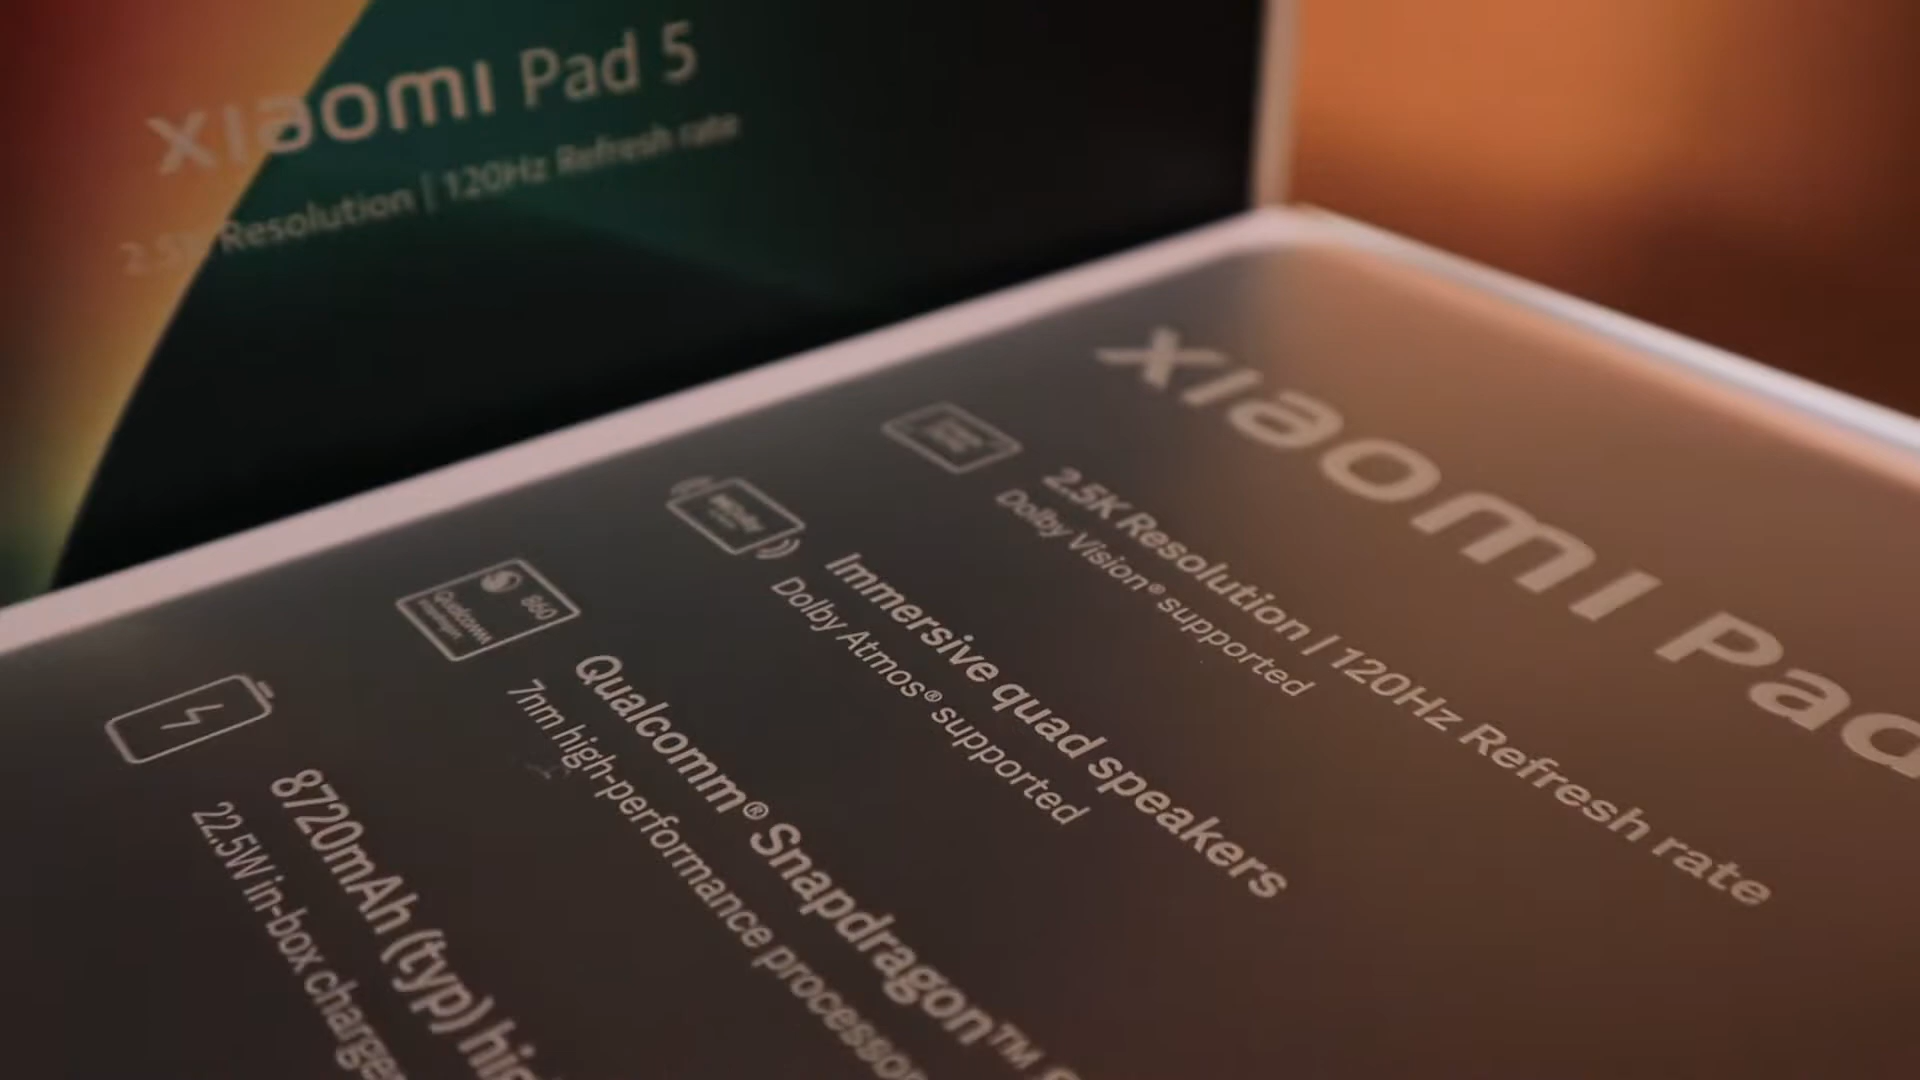 xiaomi Pad 5
2.5K Resolution | 120Hz Refresh rate
xiaomi Pad
2.5K Resolution | 120Hz Refresh rate
Dolby Vision® supported
Immersive quad speakers
Dolby Atmos® supported
860
Qualcomm
snapdragon
Qualcomm® Snapdragon™
7nm high-performance processor
8720mAh (typ)
22.5W in-box charger